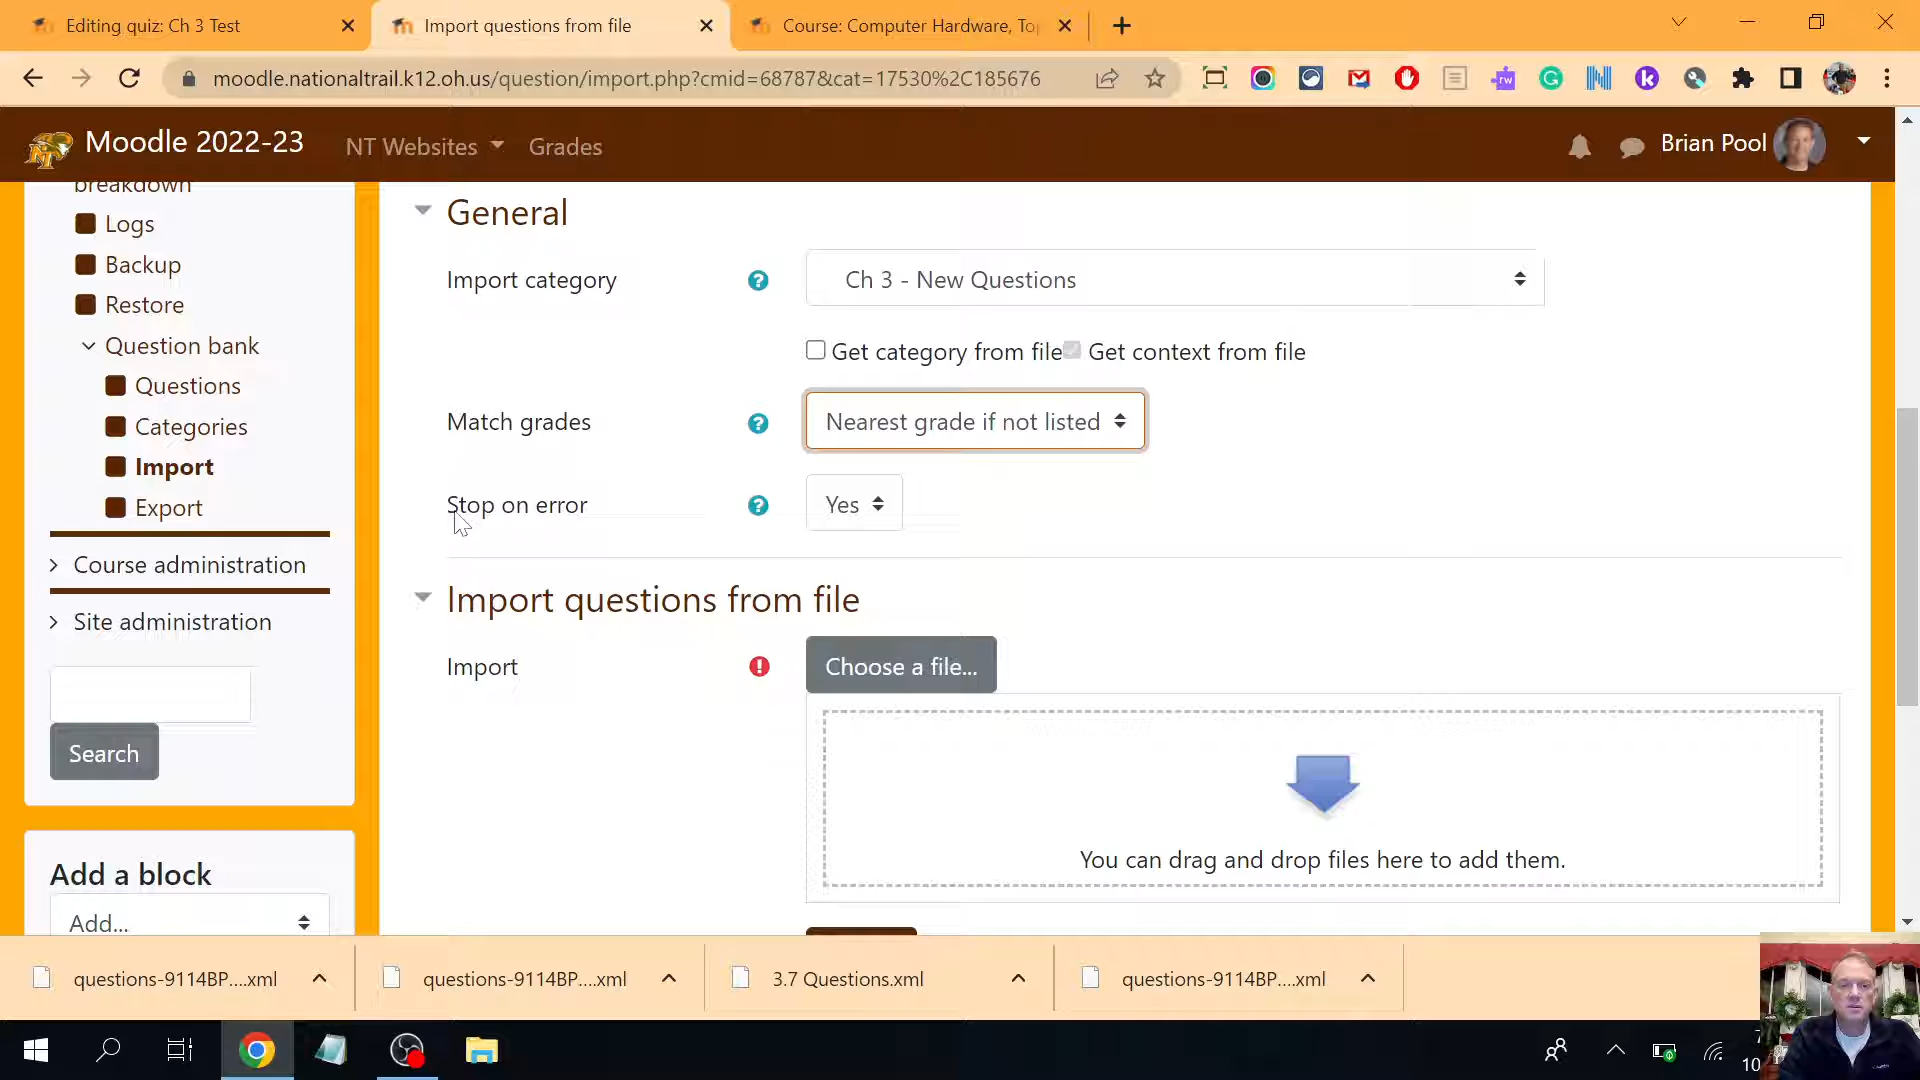 Editing quiz: Ch 3 Test
Import questions from file
Course: Computer Hardware, To
moodle.nationaltrail.k12.oh.us/question/import.php?cmid=68787&cat=17530%2C185676
NT
Moodle 2022-23
NT Websites
Grades
Brian Pool
breakdown
Logs
Backup
Restore
Question bank
Questions
Categories
Import
Export
Course administration
Site administration
Search
Add a block
Add...
General
Import category
Ch 3 - New Questions
Get category from file
Get context from file
Match grades
Nearest grade if not listed
Stop on error
Yes
Import questions from file
Import
Choose a file...
You can drag and drop files here to add them.
questions-9114BP....xml
questions-9114BP....xml
3.7 Questions.xml
questions-9114BP....xml
7
10